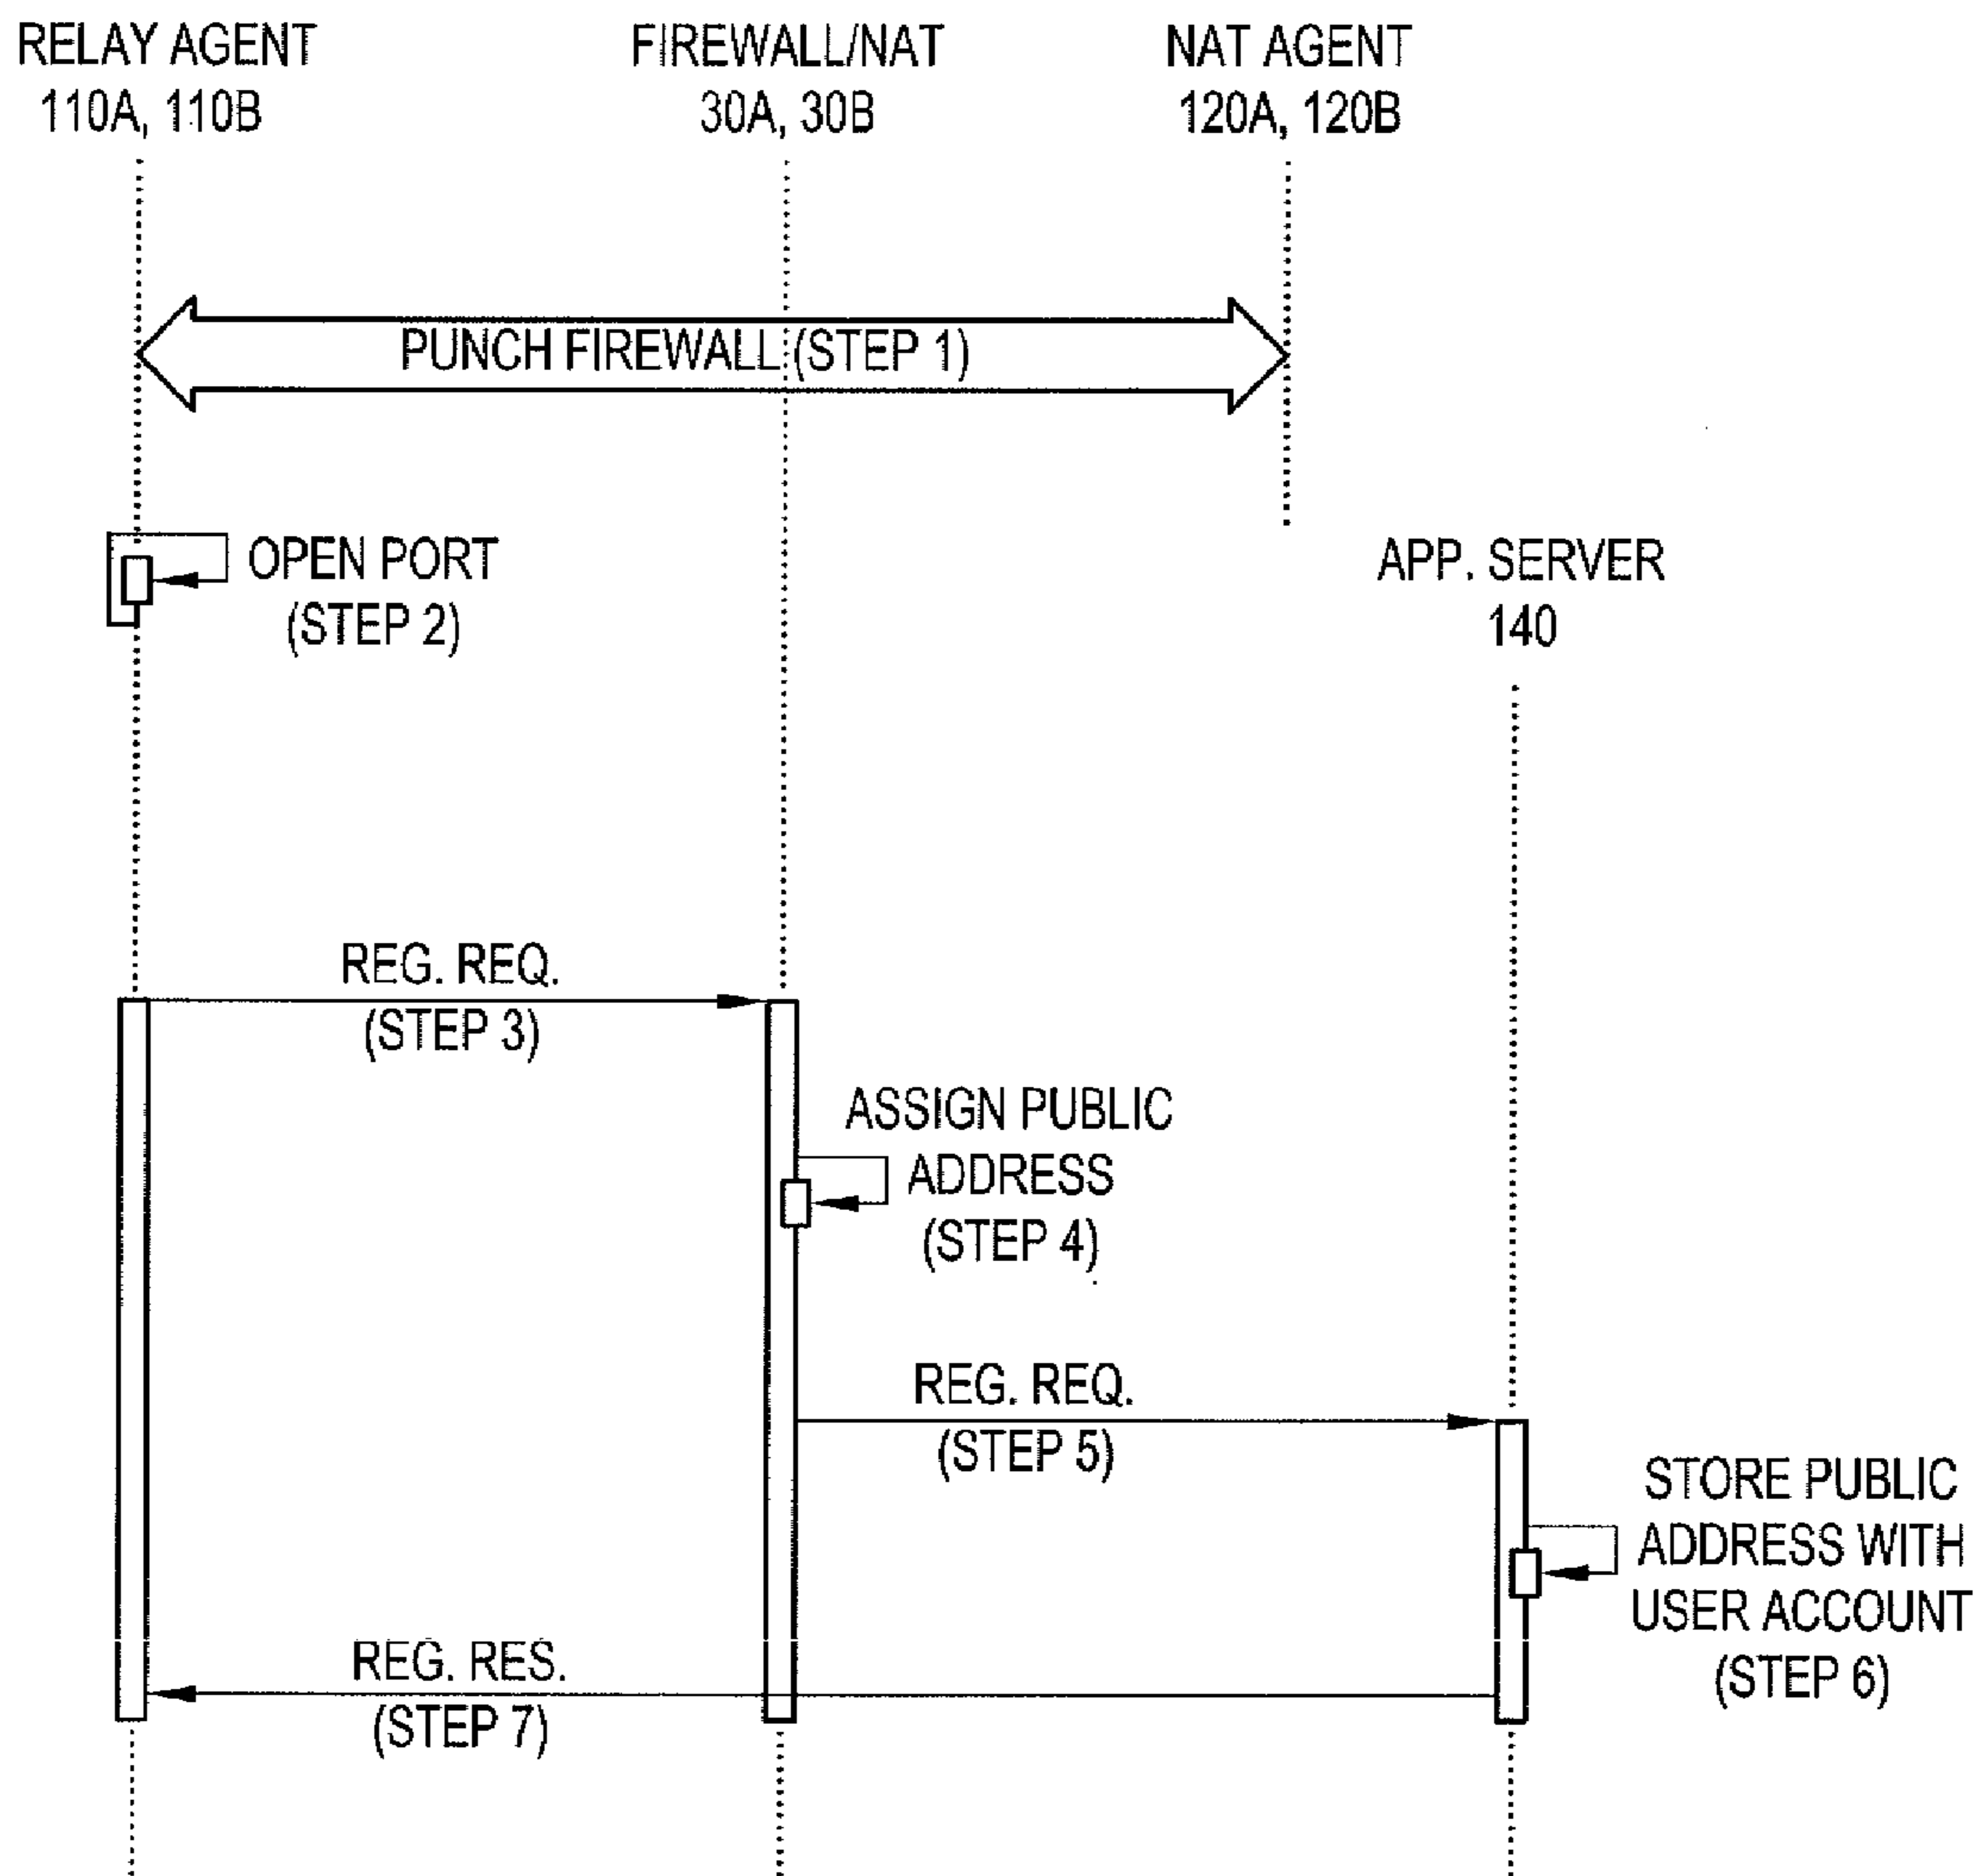 RELAY AGENT
110A, 110B
FIREWALL/NAT
30A, 30B
NAT AGENT
120A, 120B
PUNCH FIREWALL (STEP 1)
OPEN PORT
(STEP 2)
APP. SERVER
140
REG. REQ.
(STEP 3)
ASSIGN PUBLIC
ADDRESS
(STEP 4)
REG. REQ.
(STEP 5)
STORE PUBLIC
ADDRESS WITH
USER ACCOUNT
(STEP 6)
REG. RES.
(STEP 7)